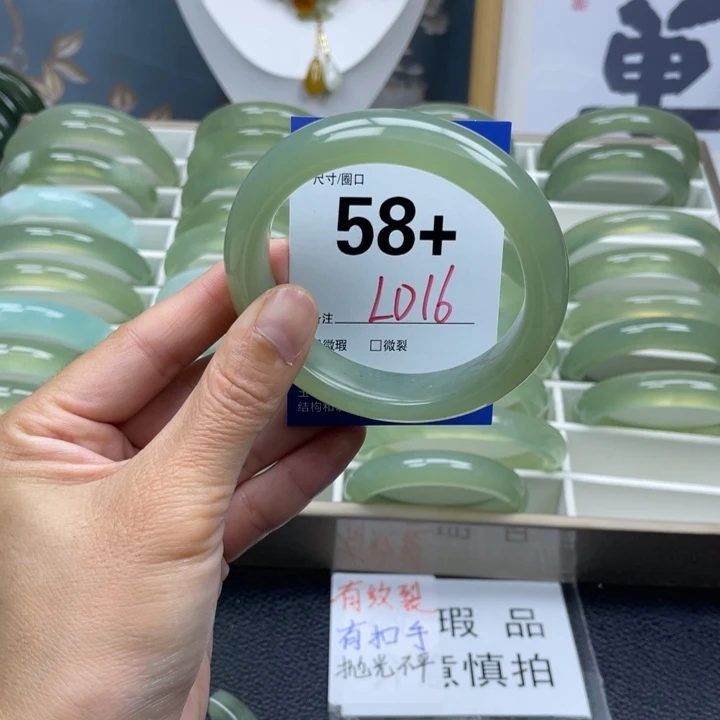 尺寸/圈口
58+
注 L016
微瑕 □微裂
结构和
有纹裂
有扣手
抛光不平
瑕 品
慎拍